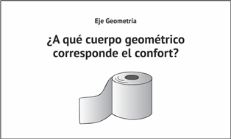 Eje Geometría
¿A qué cuerpo geométrico
corresponde el confort?